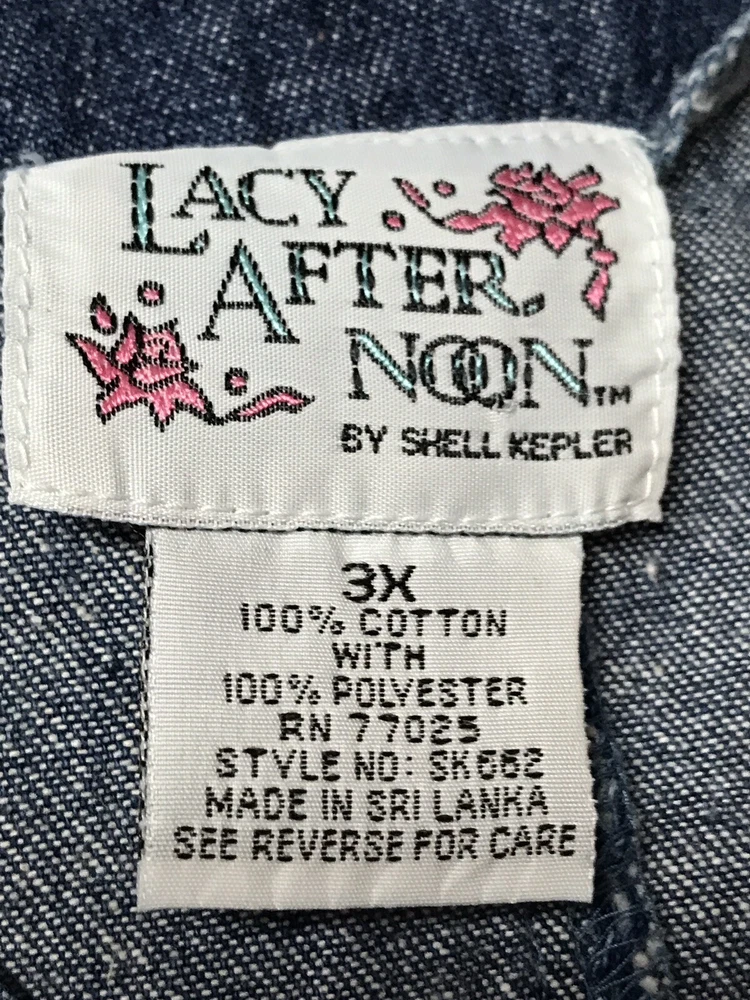 LACY
AFTER
NOON™
BY SHELL KEPLER
3X
100% COTTON
WITH
100% POLYESTER
RN 77025
STYLE NO: SK662
MADE IN SRI LANKA
SEE REVERSE FOR CARE